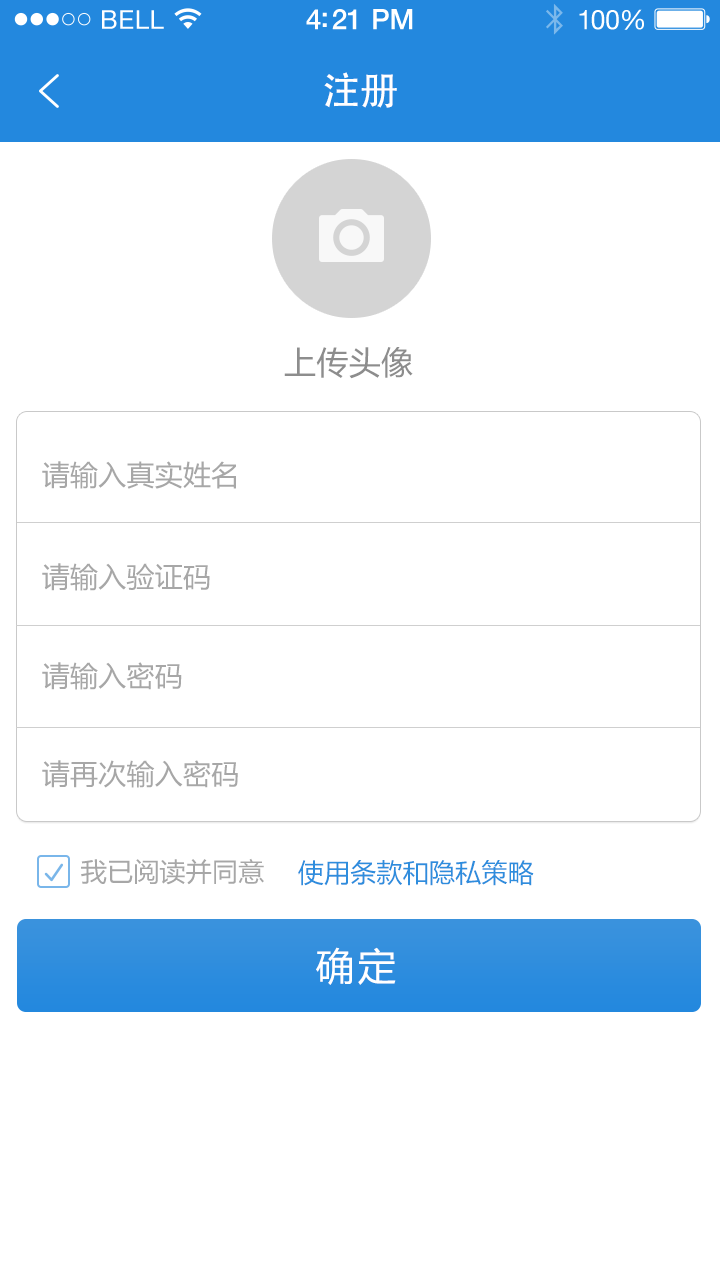 BELL 4:21 PM 100%
注册
上传头像
请输入真实姓名
请输入验证码
请输入密码
请再次输入密码
我已阅读并同意 使用条款和隐私策略
确定